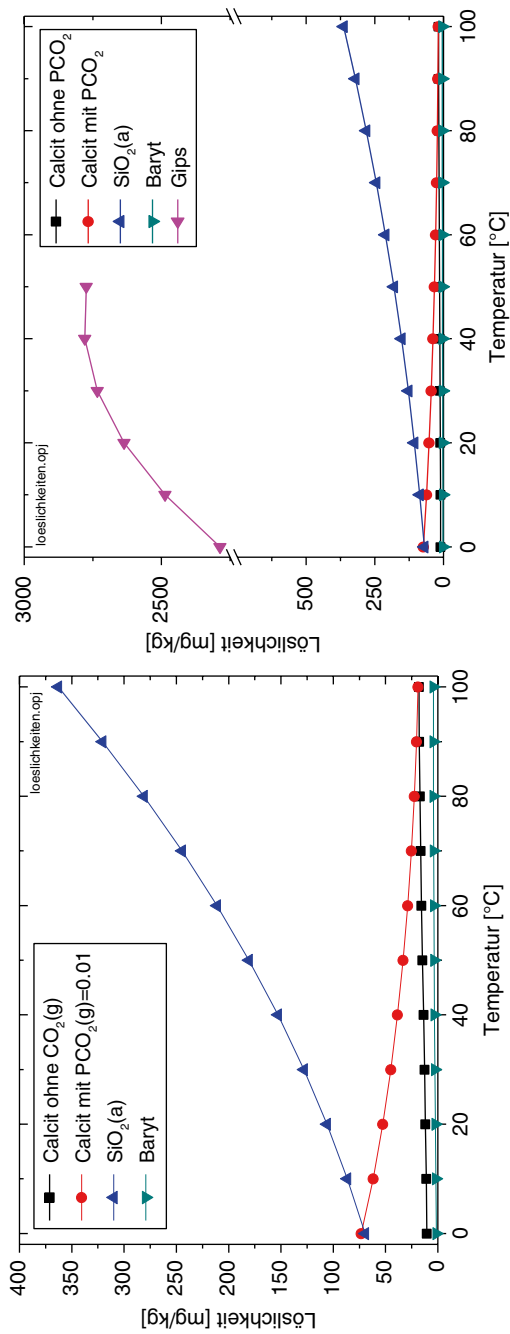 400
350
300
250
200
150
100
50
0
Löslichkeit [mg/kg]
Calcit ohne CO₂(g)
Calcit mit PCO₂(g)=0.01
SiO₂(a)
Baryt
loeslichkeiten.opj
0 20 40 60 80 100
Temperatur [°C]
3000
2750
2500
500
250
0
Löslichkeit [mg/kg]
loeslichkeiten.opj
Calcit ohne PCO₂
Calcit mit PCO₂
SiO₂(a)
Baryt
Gips
0 20 40 60 80 100
Temperatur [°C]